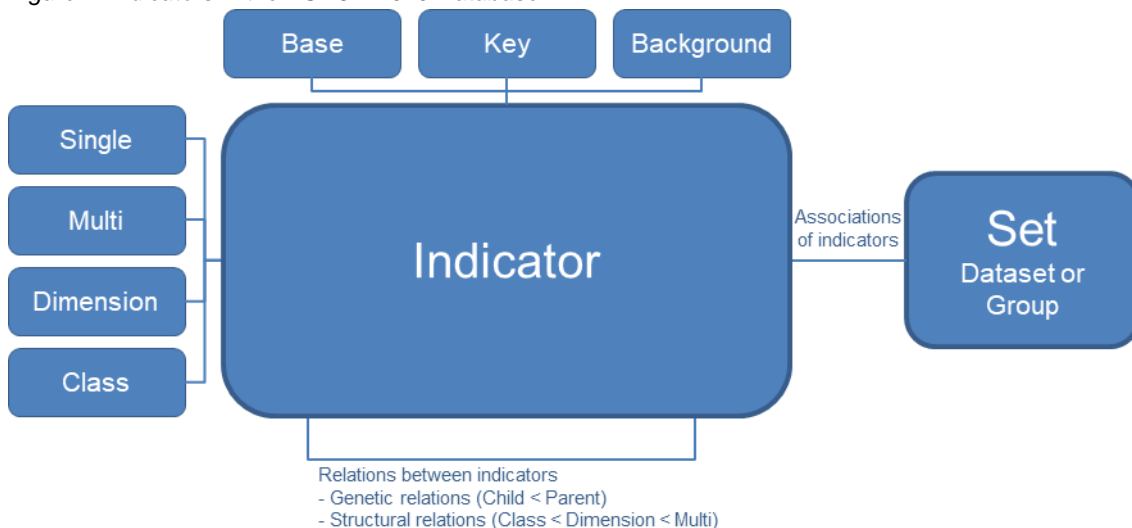 Base
Key
Background
Single
Multi
Dimension
Class
Indicator
Associations
of indicators
Set
Dataset or
Group
Relations between indicators
- Genetic relations (Child < Parent)
- Structural relations (Class < Dimension < Multi)